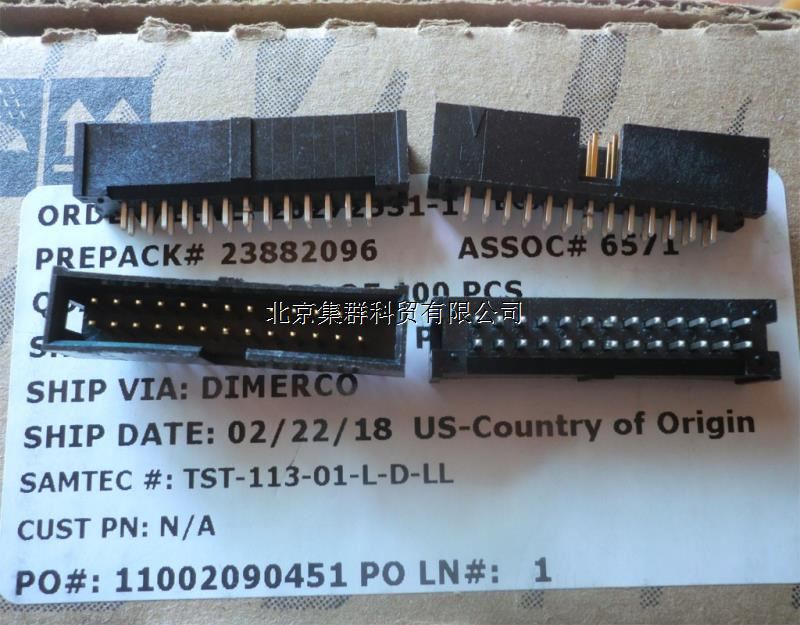 PREPACK# 23882096 ASSOC# 6571
00 PCS
北京集群科贸有限公司
SHIP VIA: DIMERCO
SHIP DATE: 02/22/18 US-Country of Origin
SAMTEC #: TST-113-01-L-D-LL
CUST PN: N/A
PO#: 11002090451 PO LN#: 1